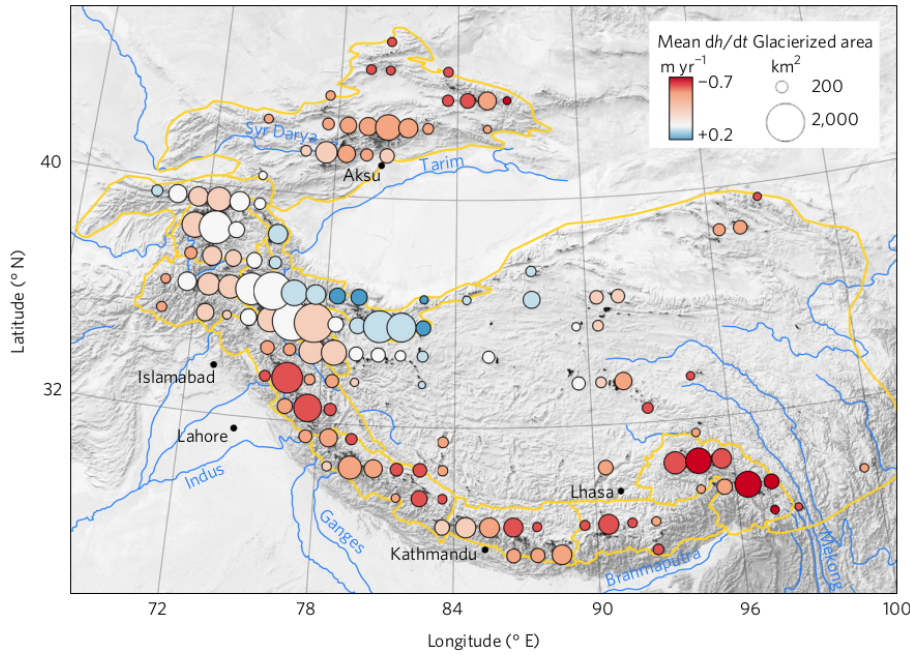 Mean dh/dt Glacierized area
m yr⁻¹ km²
−0.7
+0.2
200
2,000
Syr Darya
Aksu
Tarim
Islamabad
Lahore
Indus
Ganges
Kathmandu
Lhasa
Brahmaputra
Mekong
40
32
Latitude (° N)
72 78 84 90 96 100
Longitude (° E)